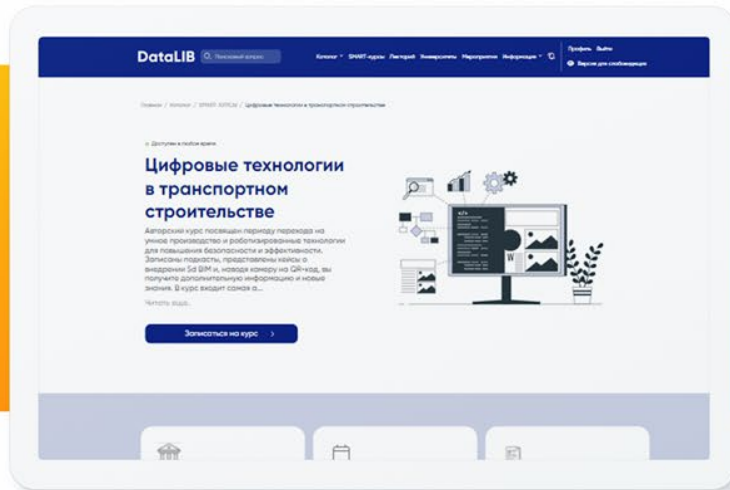 DataLIB
Поисковый запрос
Каталог SMART-курсы Лекторий Университеты Мероприятия Информация
Профиль Выйти
Версия для слабовидящих
Главная / Каталог / SMART-КУРСЫ / Цифровые технологии в транспортном строительстве
Доступен в любое время
Цифровые технологии
в транспортном
строительстве
Авторский курс посвящен периоду перехода на
умное производство и роботизированные технологии
для повышения безопасности и эффективности.
Записаны подкасты, представлены кейсы о
внедрении 5d BIM и, наводя камеру на QR-код, вы
получите дополнительную информацию и новые
знания. В курс входит самая а...
Читать еще..
Записаться на курс
W